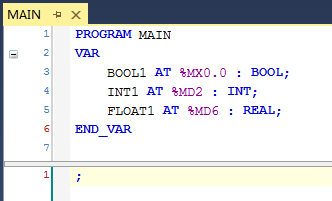 MAIN
1 PROGRAM MAIN
2 VAR
3 BOOL1 AT %MX0.0 : BOOL;
4 INT1 AT %MD2 : INT;
5 FLOAT1 AT %MD6 : REAL;
6 END_VAR
7
1 ;